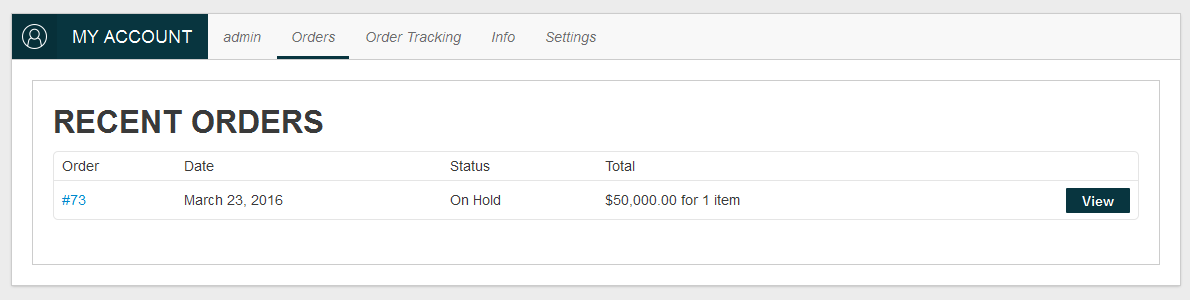 MY ACCOUNT admin Orders Order Tracking Info Settings
RECENT ORDERS
Order Date Status Total
#73 March 23, 2016 On Hold $50,000.00 for 1 item View